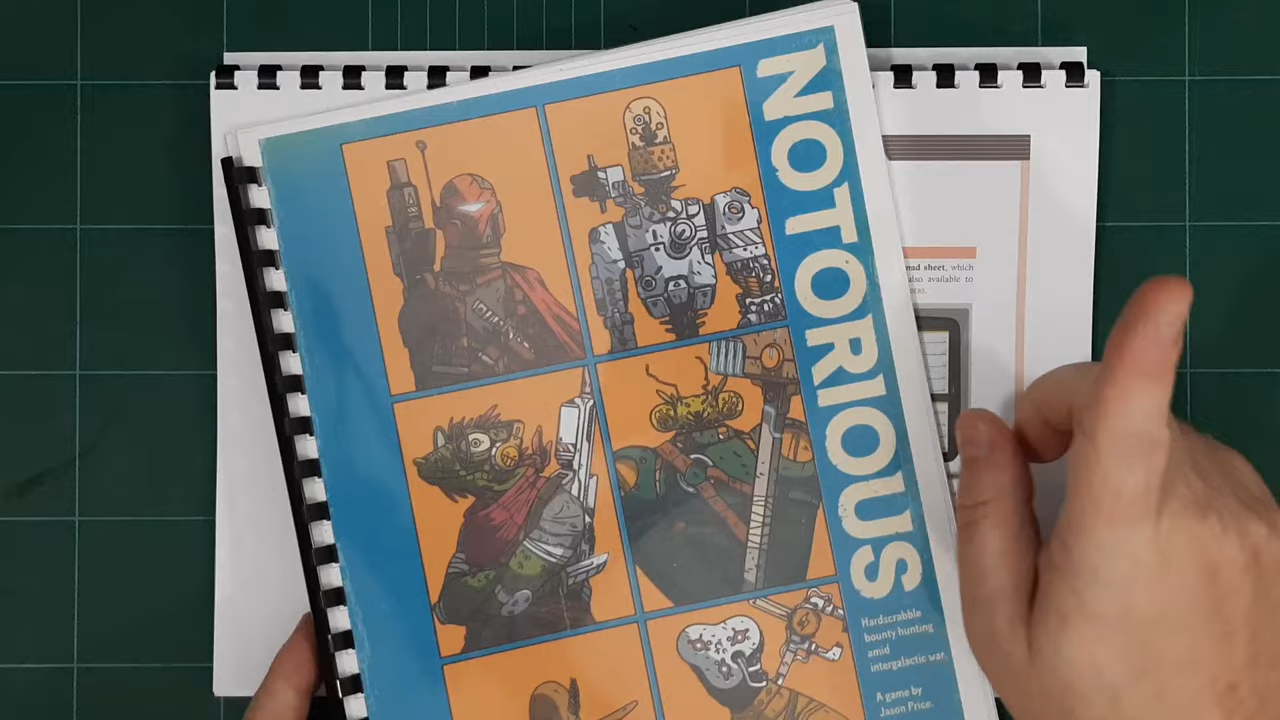 NOTORIOUS
Hardscrabble
bounty hunting
amid
intergalactic war.
A game by
Jason Price.
nad sheet, which
also available to